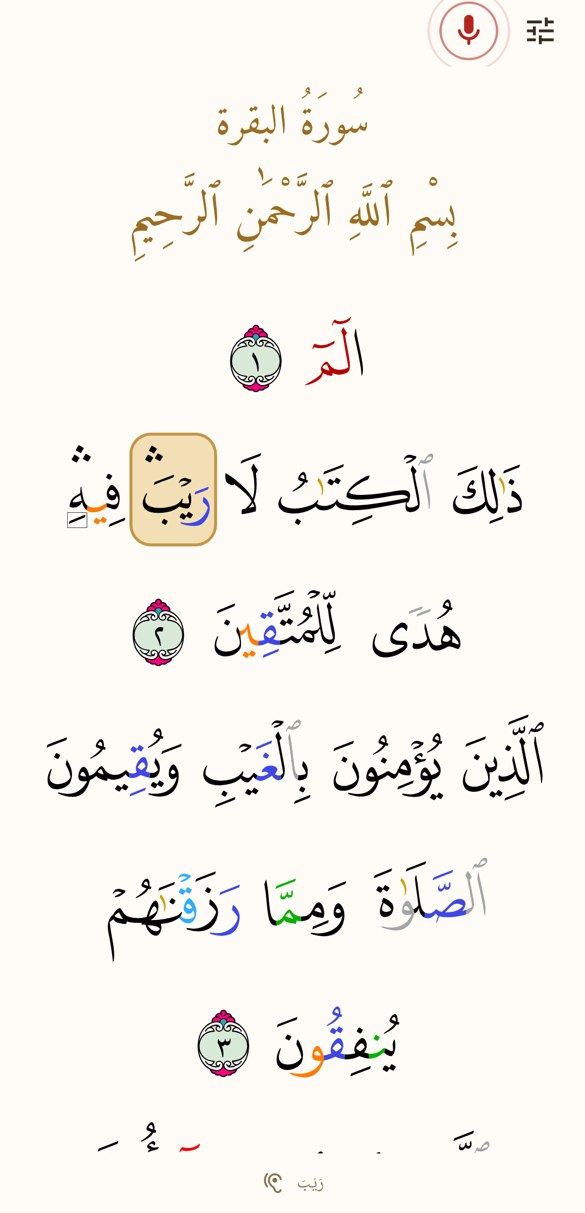 سُورَةُ البقرة
بِسْمِ ٱللَّهِ ٱلرَّحْمَٰنِ ٱلرَّحِيمِ
الٓمٓ ١
ذَٰلِكَ ٱلْكِتَٰبُ لَا رَيْبَ ۛ فِيهِ ۛ
هُدًى لِّلْمُتَّقِينَ ٢
ٱلَّذِينَ يُؤْمِنُونَ بِٱلْغَيْبِ وَيُقِيمُونَ
ٱلصَّلَوٰةَ وَمِمَّا رَزَقْنَٰهُمْ
يُنفِقُونَ ٣
رَيْبَ